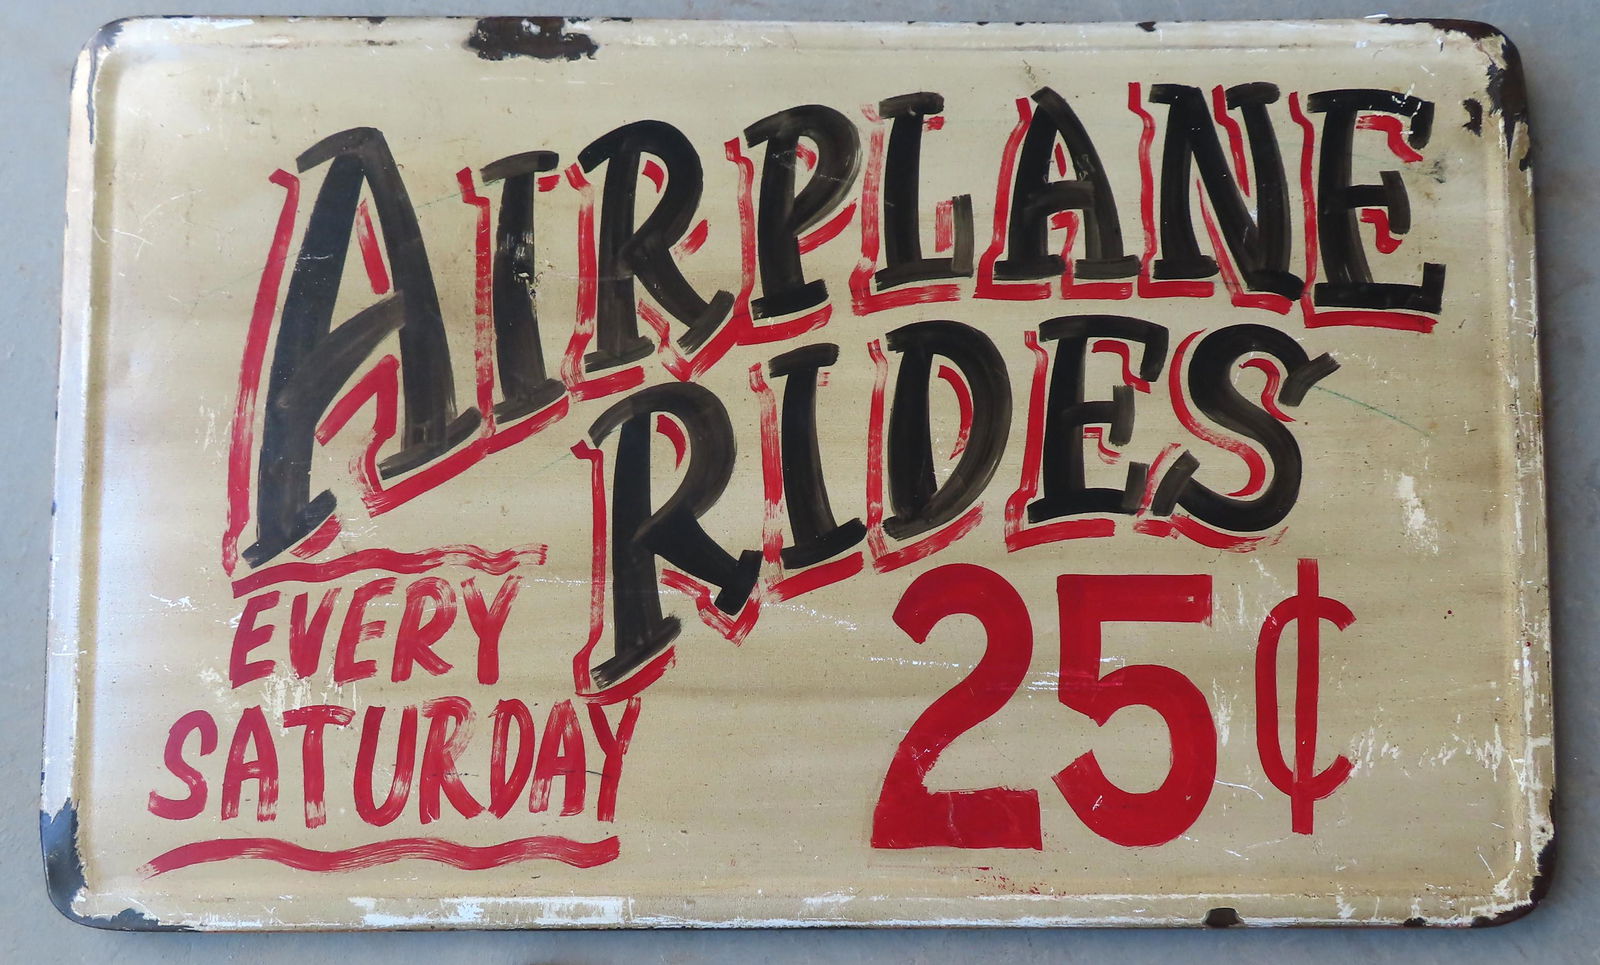 AIRPLANE
RIDES
EVERY
SATURDAY
25¢